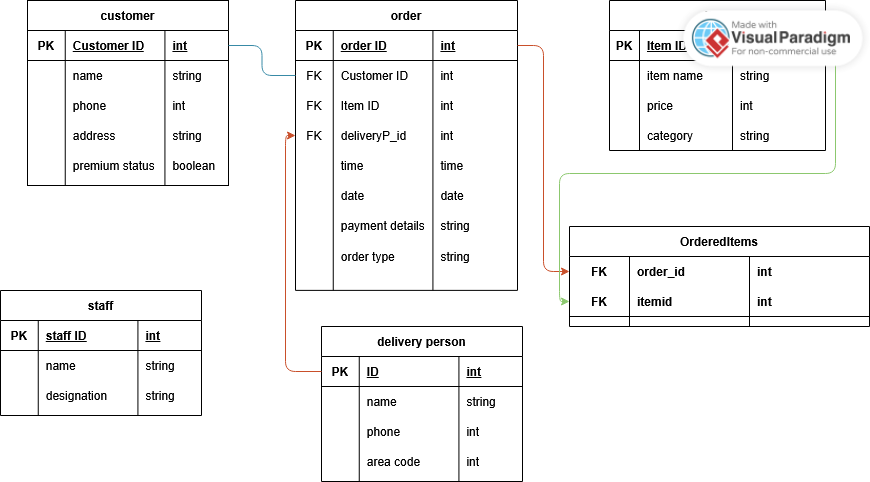 customer
PK Customer ID int
name string
phone int
address string
premium status boolean
order
PK order ID int
FK Customer ID int
FK Item ID int
FK deliveryP_id int
time time
date date
payment details string
order type string
PK Item ID
item name string
price int
category string
Made with
Visual Paradigm
For non-commercial use
OrederedItems
FK order_id int
FK itemid int
staff
PK staff ID int
name string
designation string
delivery person
PK ID int
name string
phone int
area code int